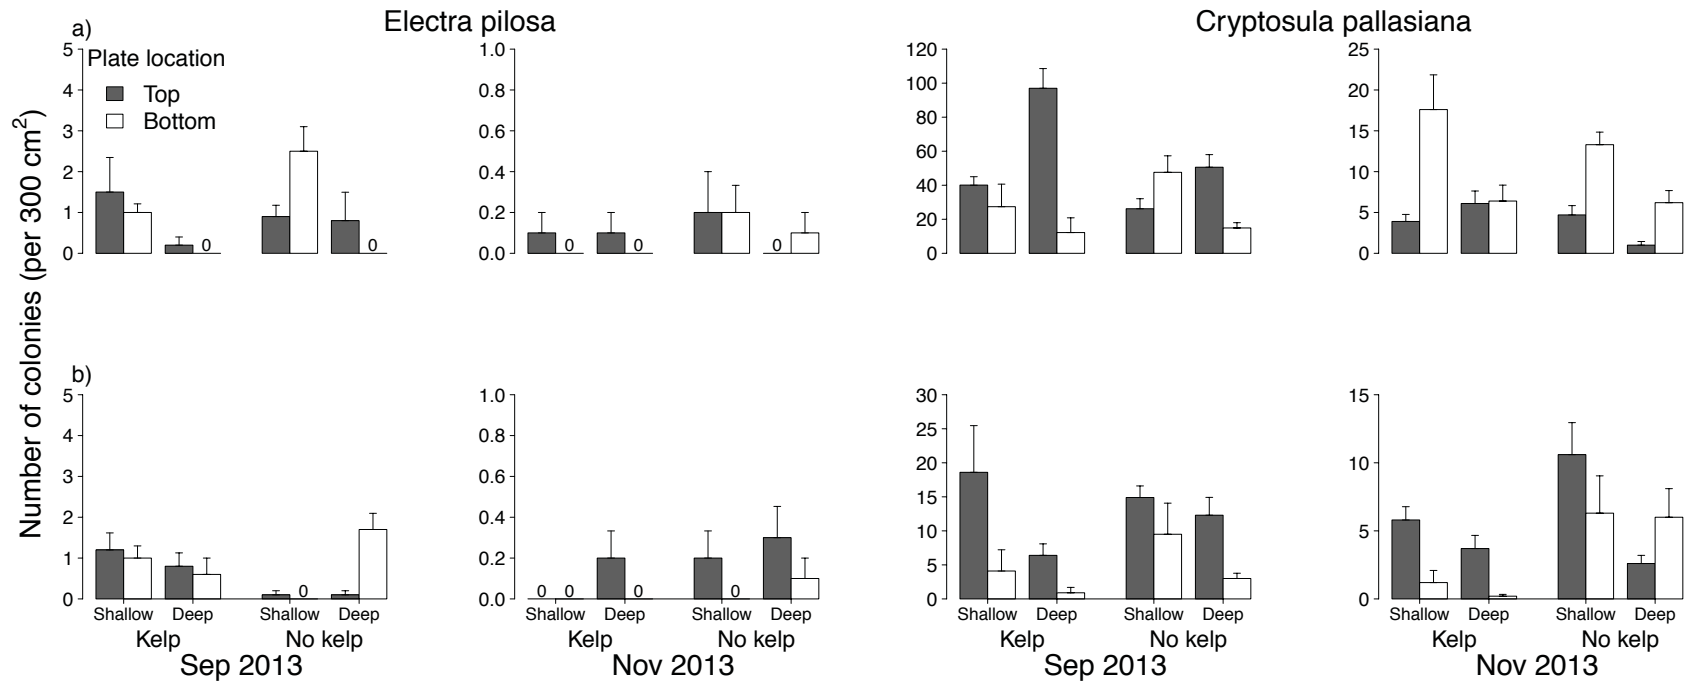 Electra pilosa
Cryptosula pallasiana
Number of colonies (per 300 cm²)
a)
Plate location
Top
Bottom
5
4
3
2
1
0
0
0
1.0
0.8
0.6
0.4
0.2
0.0
0
0
0
120
100
80
60
40
20
0
25
20
15
10
5
0
b)
5
4
3
2
1
0
0
1.0
0.8
0.6
0.4
0.2
0.0
0
0
0
0
30
25
20
15
10
5
0
15
10
5
0
Shallow Deep Shallow Deep
Kelp No kelp
Sep 2013
Shallow Deep Shallow Deep
Kelp No kelp
Nov 2013
Shallow Deep Shallow Deep
Kelp No kelp
Sep 2013
Shallow Deep Shallow Deep
Kelp No kelp
Nov 2013